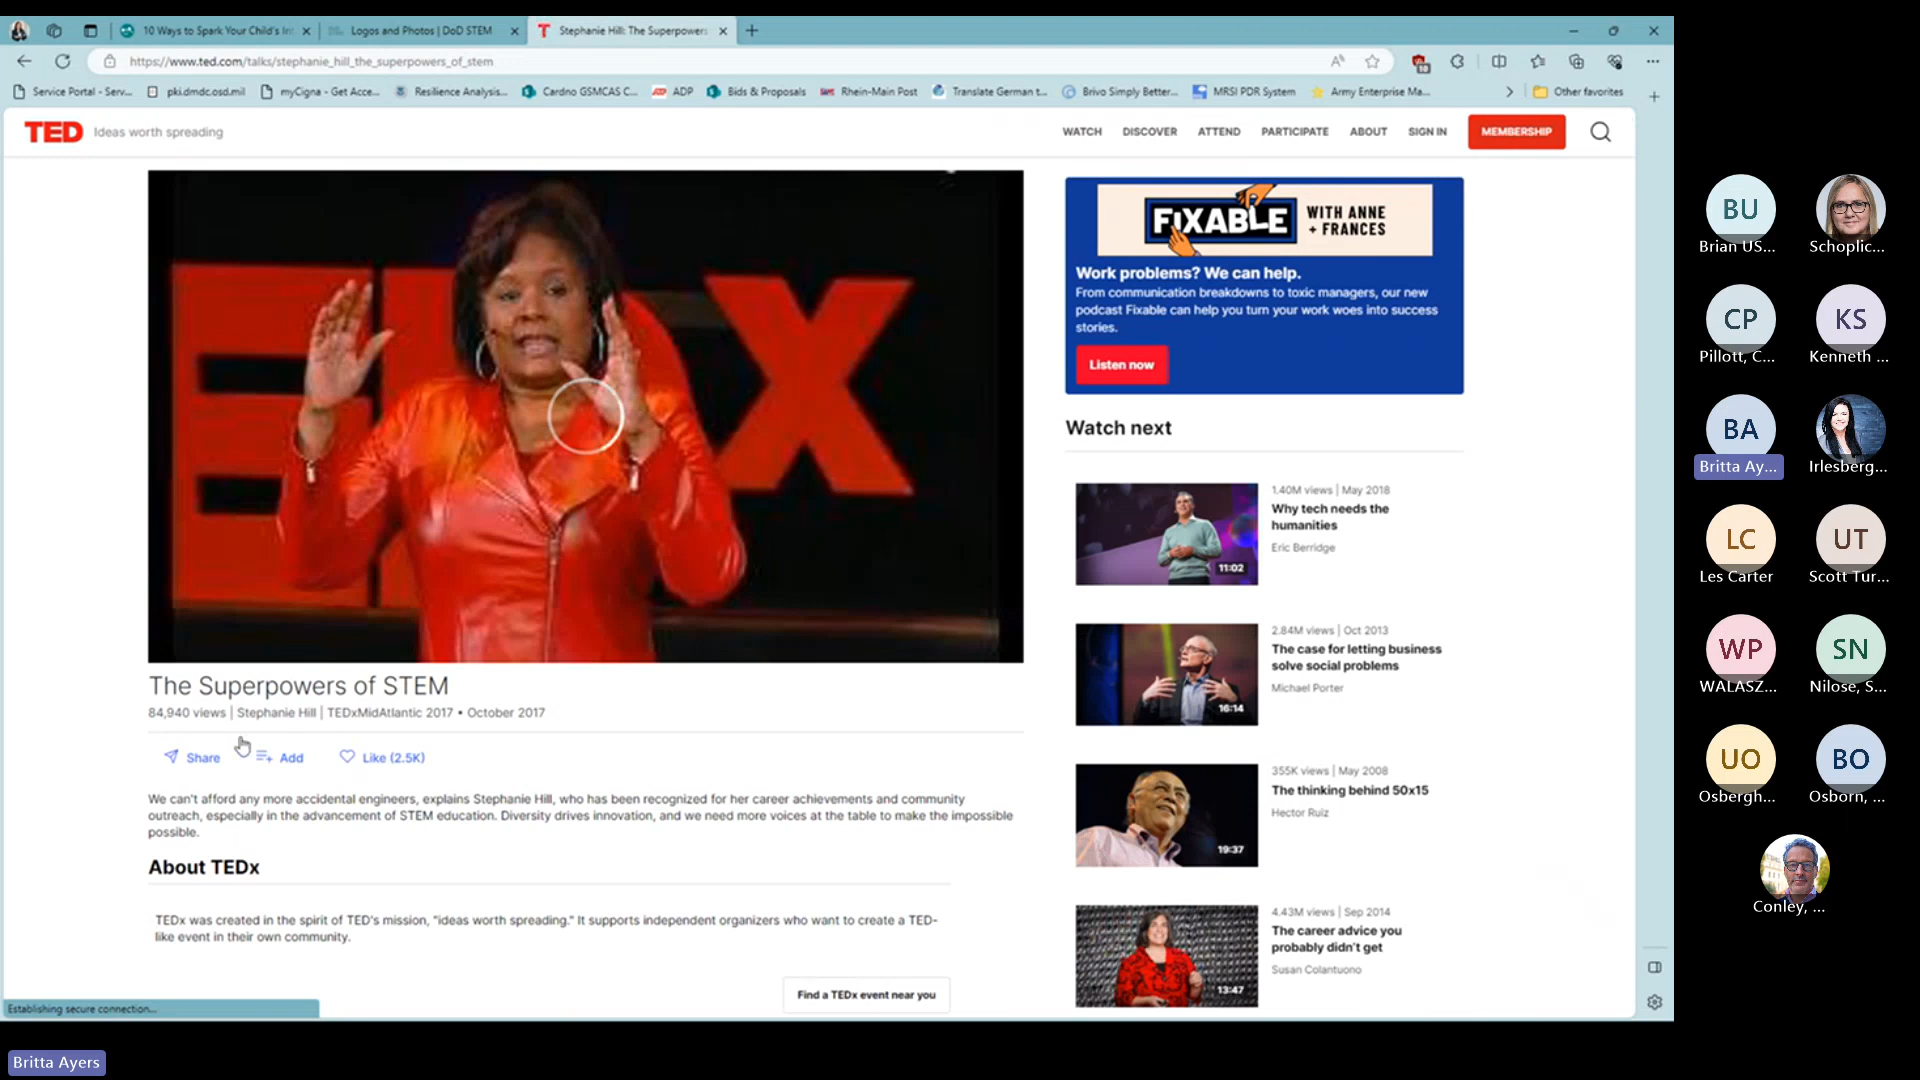 10 Ways to Spark Your Child's In
Logos and Photos | DoD STEM
Stephanie Hill: The Superpowers
https://www.ted.com/talks/stephanie_hill_the_superpowers_of_stem
Service Portal - Serv...
pki.dmdc.osd.mil
myCigna - Get Acce...
Resilience Analysis...
Cardno GSMCAS C...
ADP
Bids & Proposals
Rhein-Main Post
Translate German t...
Brivo Simply Better...
MRSI PDR System
Army Enterprise Ma...
Other favorites
TED Ideas worth spreading
WATCH DISCOVER ATTEND PARTICIPATE ABOUT SIGN IN MEMBERSHIP
FIXABLE
WITH ANNE
+ FRANCES
Work problems? We can help.
From communication breakdowns to toxic managers, our new
podcast Fixable can help you turn your work woes into success
stories.
Listen now
Watch next
1.40M views | May 2018
Why tech needs the
humanities
Eric Berridge
11:02
2.84M views | Oct 2013
The case for letting business
solve social problems
Michael Porter
16:14
355K views | May 2008
The thinking behind 50x15
Hector Ruiz
19:37
4.43M views | Sep 2014
The career advice you
probably didn't get
Susan Colantuono
13:47
The Superpowers of STEM
84,940 views | Stephanie Hill | TEDxMidAtlantic 2017 • October 2017
Share
Add
Like (2.5K)
We can't afford any more accidental engineers, explains Stephanie Hill, who has been recognized for her career achievements and community
outreach, especially in the advancement of STEM education. Diversity drives innovation, and we need more voices at the table to make the impossible
possible.
About TEDx
TEDx was created in the spirit of TED's mission, "ideas worth spreading." It supports independent organizers who want to create a TED-
like event in their own community.
Find a TEDx event near you
Establishing secure connection...
BU
Brian US...
Schoplic...
CP
Pillott, C...
KS
Kenneth ...
BA
Britta Ay...
Irlesberg...
LC
Les Carter
UT
Scott Tur...
WP
WALASZ...
SN
Nilose, S...
UO
Osbergh...
BO
Osborn, ...
Conley, ...
Britta Ayers